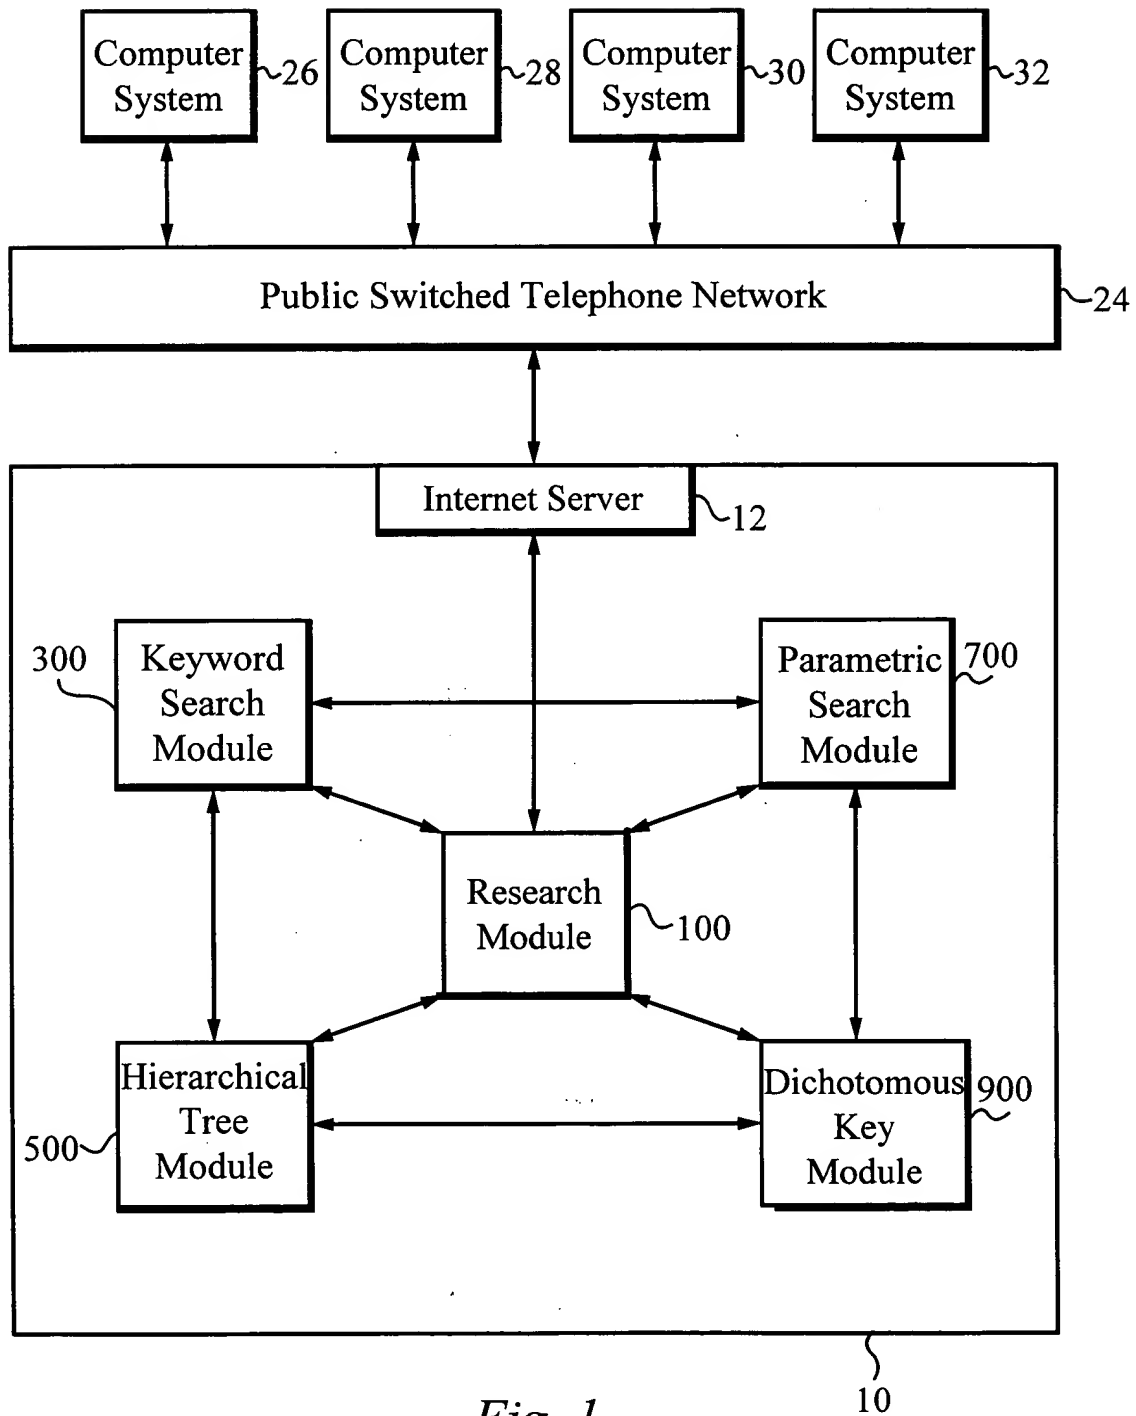 Computer
System
26
Computer
System
28
Computer
System
30
Computer
System
32
Public Switched Telephone Network
24
Internet Server
12
300
Keyword
Search
Module
Parametric
Search
Module
700
Research
Module
100
500
Hierarchical
Tree
Module
Dichotomous
Key
Module
900
10
Fig. 1